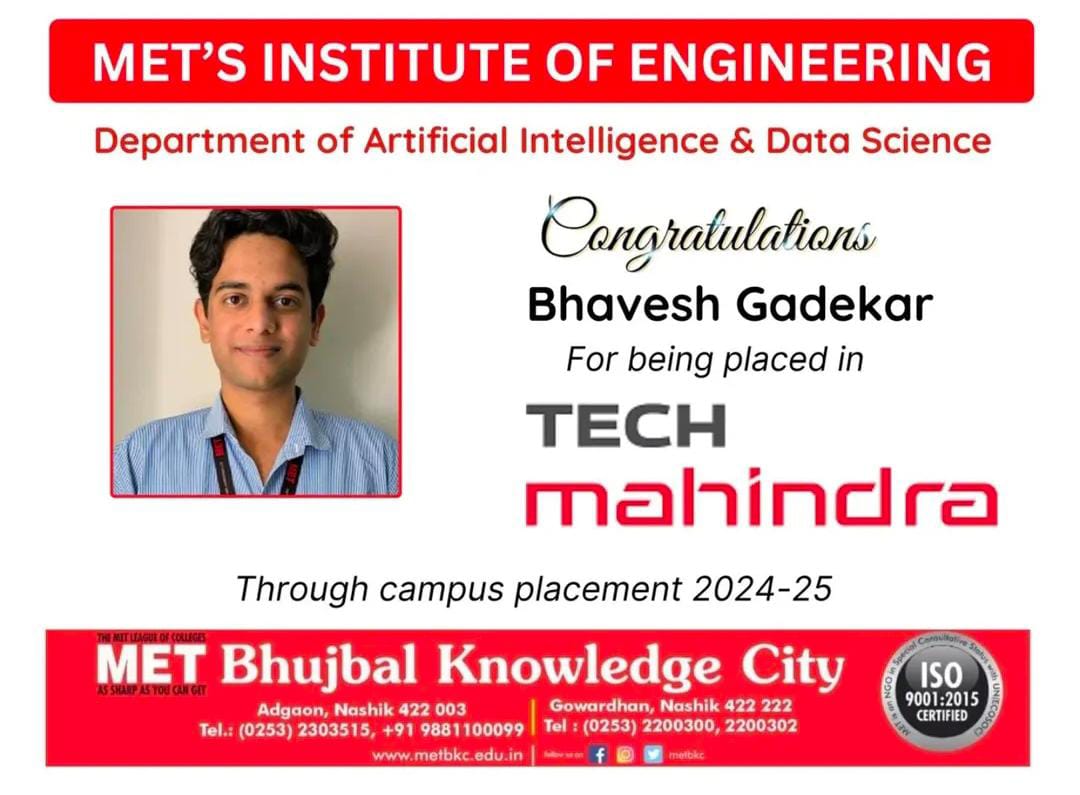 MET'S INSTITUTE OF ENGINEERING
Department of Artificial Intelligence & Data Science
Congratulations
Bhavesh Gadekar
For being placed in
TECH
mahindra
Through campus placement 2024-25
THE MET LEAGUE OF COLLEGES
MET Bhujbal Knowledge City
AS SHARP AS YOU CAN GET
Adgaon, Nashik 422 003
Tel.: (0253) 2303515, +91 9881100099
Gowardhan, Nashik 422 222
Tel : (0253) 2200300, 2200302
www.metbkc.edu.in
follow us on
metbkc
MET is an NGO in Special Consultative Status with UN(ECOSOC)
ISO
9001:2015
CERTIFIED